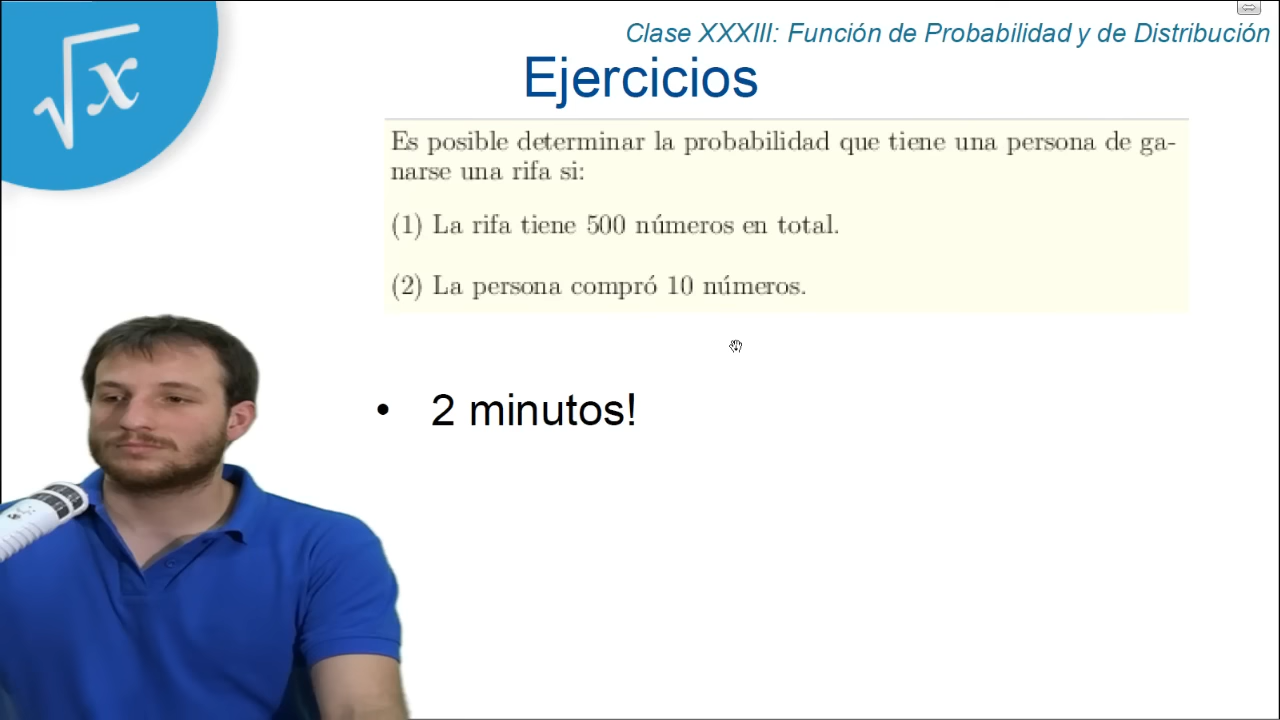 √x
Clase XXXIII: Función de Probabilidad y de Distribución
Ejercicios
Es posible determinar la probabilidad que tiene una persona de ga-
narse una rifa si:
(1) La rifa tiene 500 números en total.
(2) La persona compró 10 números.
• 2 minutos!